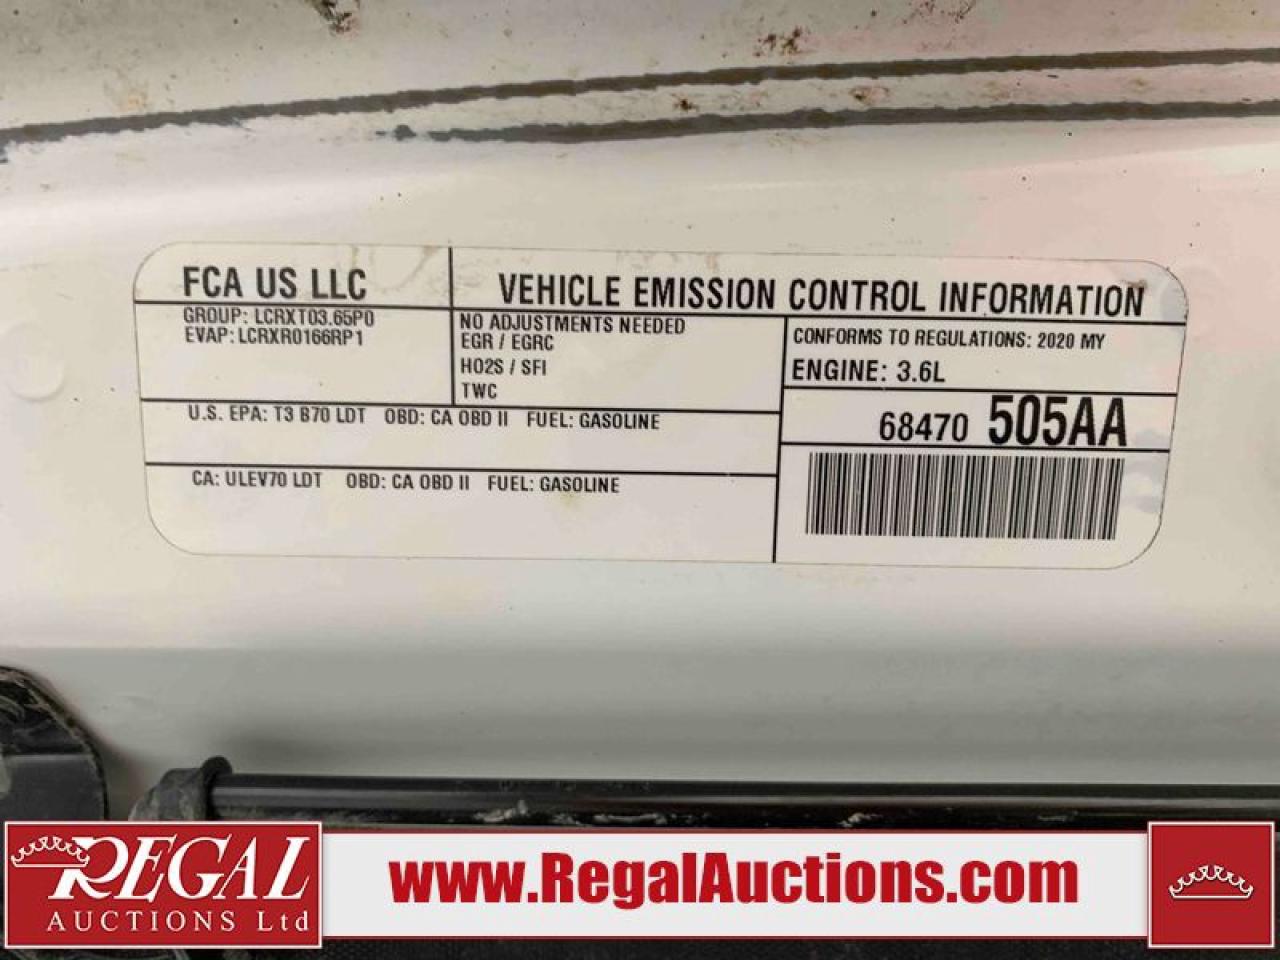 FCA US LLC
VEHICLE EMISSION CONTROL INFORMATION
GROUP: LCRXT03.65P0
EVAP: LCRXR0166RP1
NO ADJUSTMENTS NEEDED
EGR / EGRC
HO2S / SFI
TWC
CONFORMS TO REGULATIONS: 2020 MY
ENGINE: 3.6L
U.S. EPA: T3 B70 LDT OBD: CA OBD II FUEL: GASOLINE
68470 505AA
CA: ULEV70 LDT OBD: CA OBD II FUEL: GASOLINE
REGAL
AUCTIONS Ltd
www.RegalAuctions.com